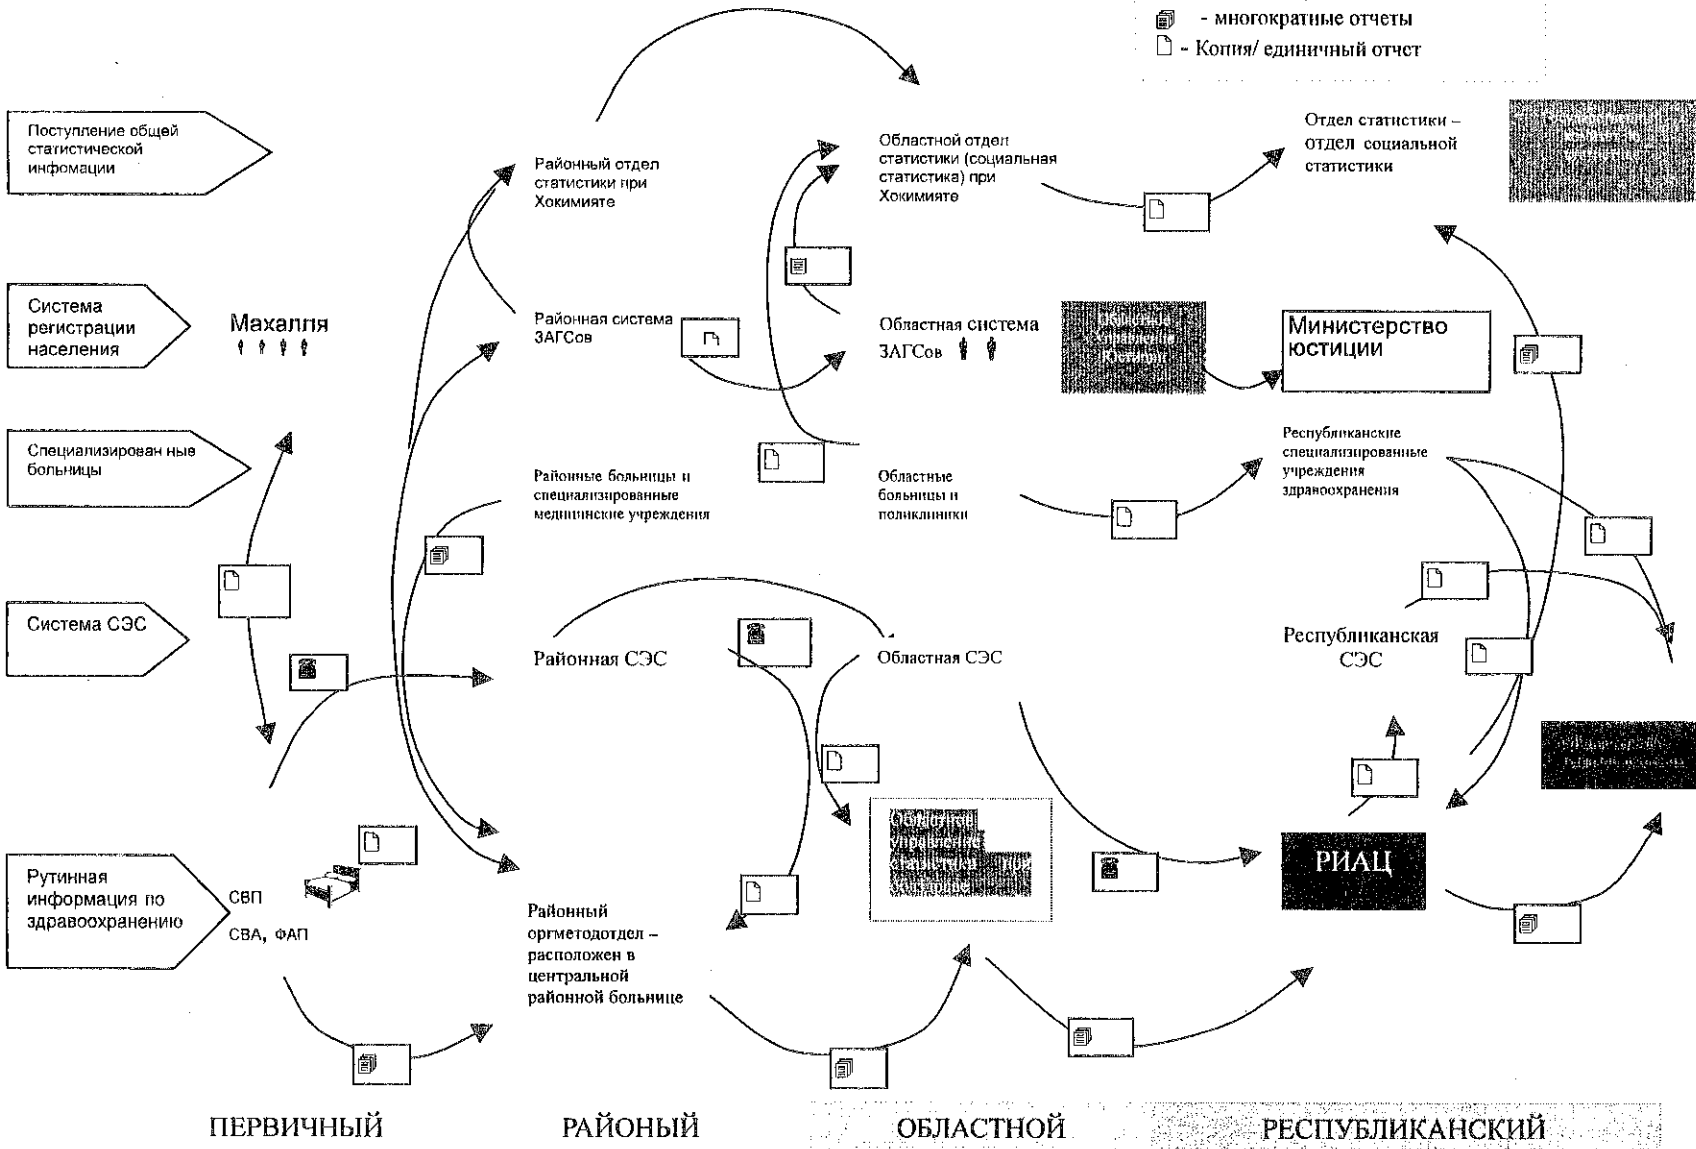 - многократные отчеты
- Копия/ единичный отчет
Поступление общей
статистической
инфомации
Районный отдел
статистики при
Хокимияте
Областной отдел
статистики (социальная
статистика) при
Хокимияте
Отдел статистики –
отдел социальной
статистики
Система
регистрации
населения
Махалля
Районная система
ЗАГСов
Областная система
ЗАГСов
Министерство
юстиции
Специализирован ные
больницы
Районные больницы и
специализированные
медицинские учреждения
Областные
больницы и
поликлиники
Республиканские
специализированные
учреждения
здравоохранения
Система СЭС
Районная СЭС
Областная СЭС
Республиканская
СЭС
Рутинная
информация по
здравоохранению
СВП
СВА, ФАП
Районный
оргметодотдел –
расположен в
центральной
районной больнице
Областное
управление
РИАЦ
ПЕРВИЧНЫЙ
РАЙОНЫЙ
ОБЛАСТНОЙ
РЕСПУБЛИКАНСКИЙ